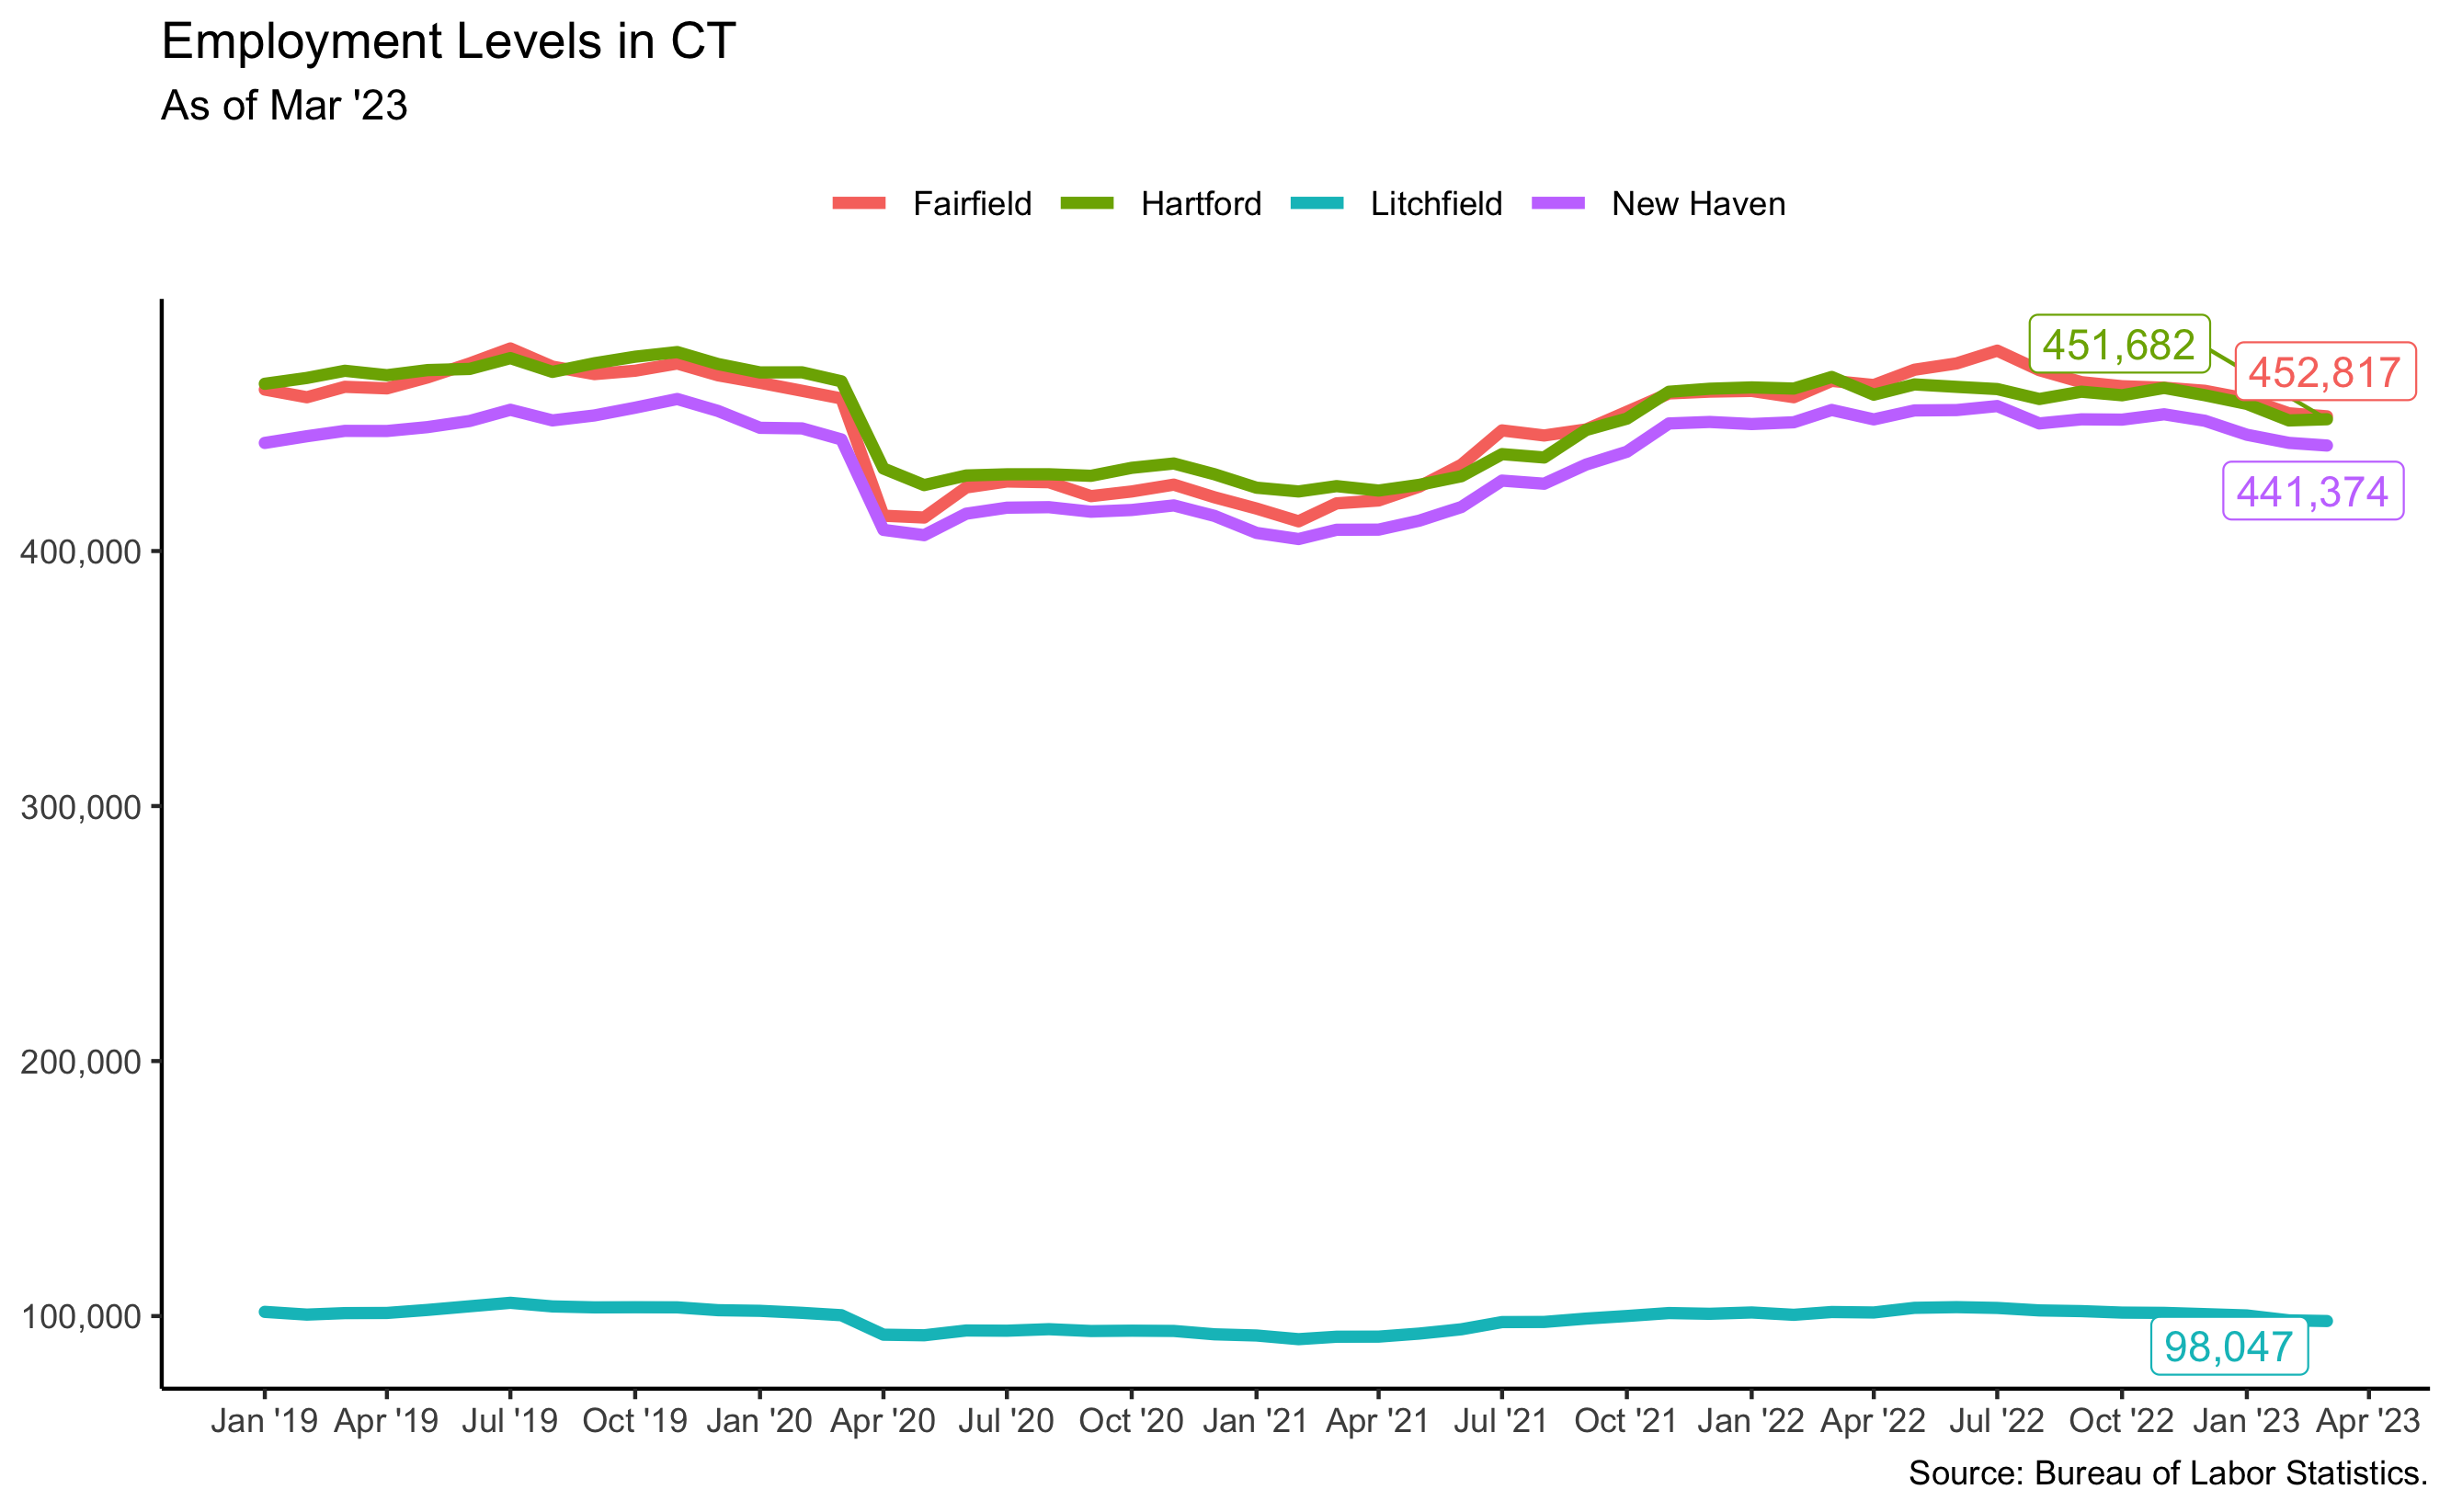 Employment Levels in CT
As of Mar '23
Fairfield Hartford Litchfield New Haven
451,682
452,817
441,374
400,000
300,000
200,000
100,000
98,047
Jan '19 Apr '19 Jul '19 Oct '19 Jan '20 Apr '20 Jul '20 Oct '20 Jan '21 Apr '21 Jul '21 Oct '21 Jan '22 Apr '22 Jul '22 Oct '22 Jan '23 Apr '23
Source: Bureau of Labor Statistics.